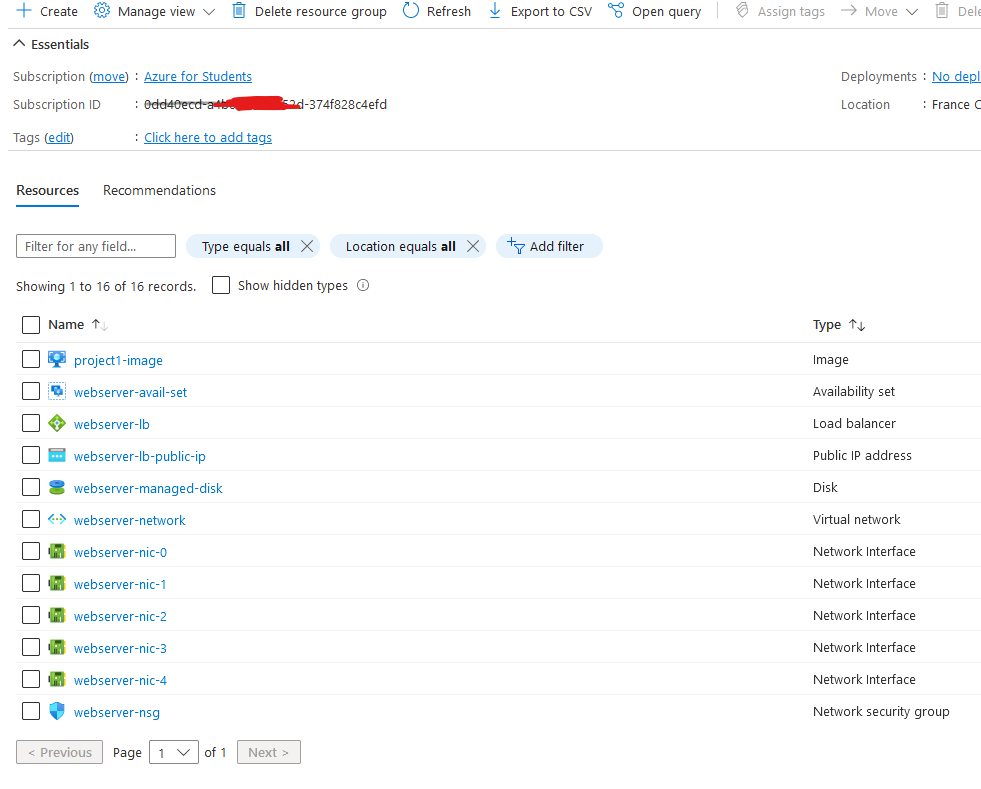 Create Manage view Delete resource group Refresh Export to CSV Open query Assign tags Move Dele
Essentials
Subscription (move) : Azure for Students Deployments : No depl
Subscription ID : 0dd40ecd-a4b 52d-374f828c4efd Location : France C
Tags (edit) : Click here to add tags
Resources Recommendations
Filter for any field... Type equals all Location equals all Add filter
Showing 1 to 16 of 16 records. Show hidden types
Name Type
project1-image Image
webserver-avail-set Availability set
webserver-lb Load balancer
webserver-lb-public-ip Public IP address
webserver-managed-disk Disk
webserver-network Virtual network
webserver-nic-0 Network Interface
webserver-nic-1 Network Interface
webserver-nic-2 Network Interface
webserver-nic-3 Network Interface
webserver-nic-4 Network Interface
webserver-nsg Network security group
< Previous Page 1 of 1 Next >